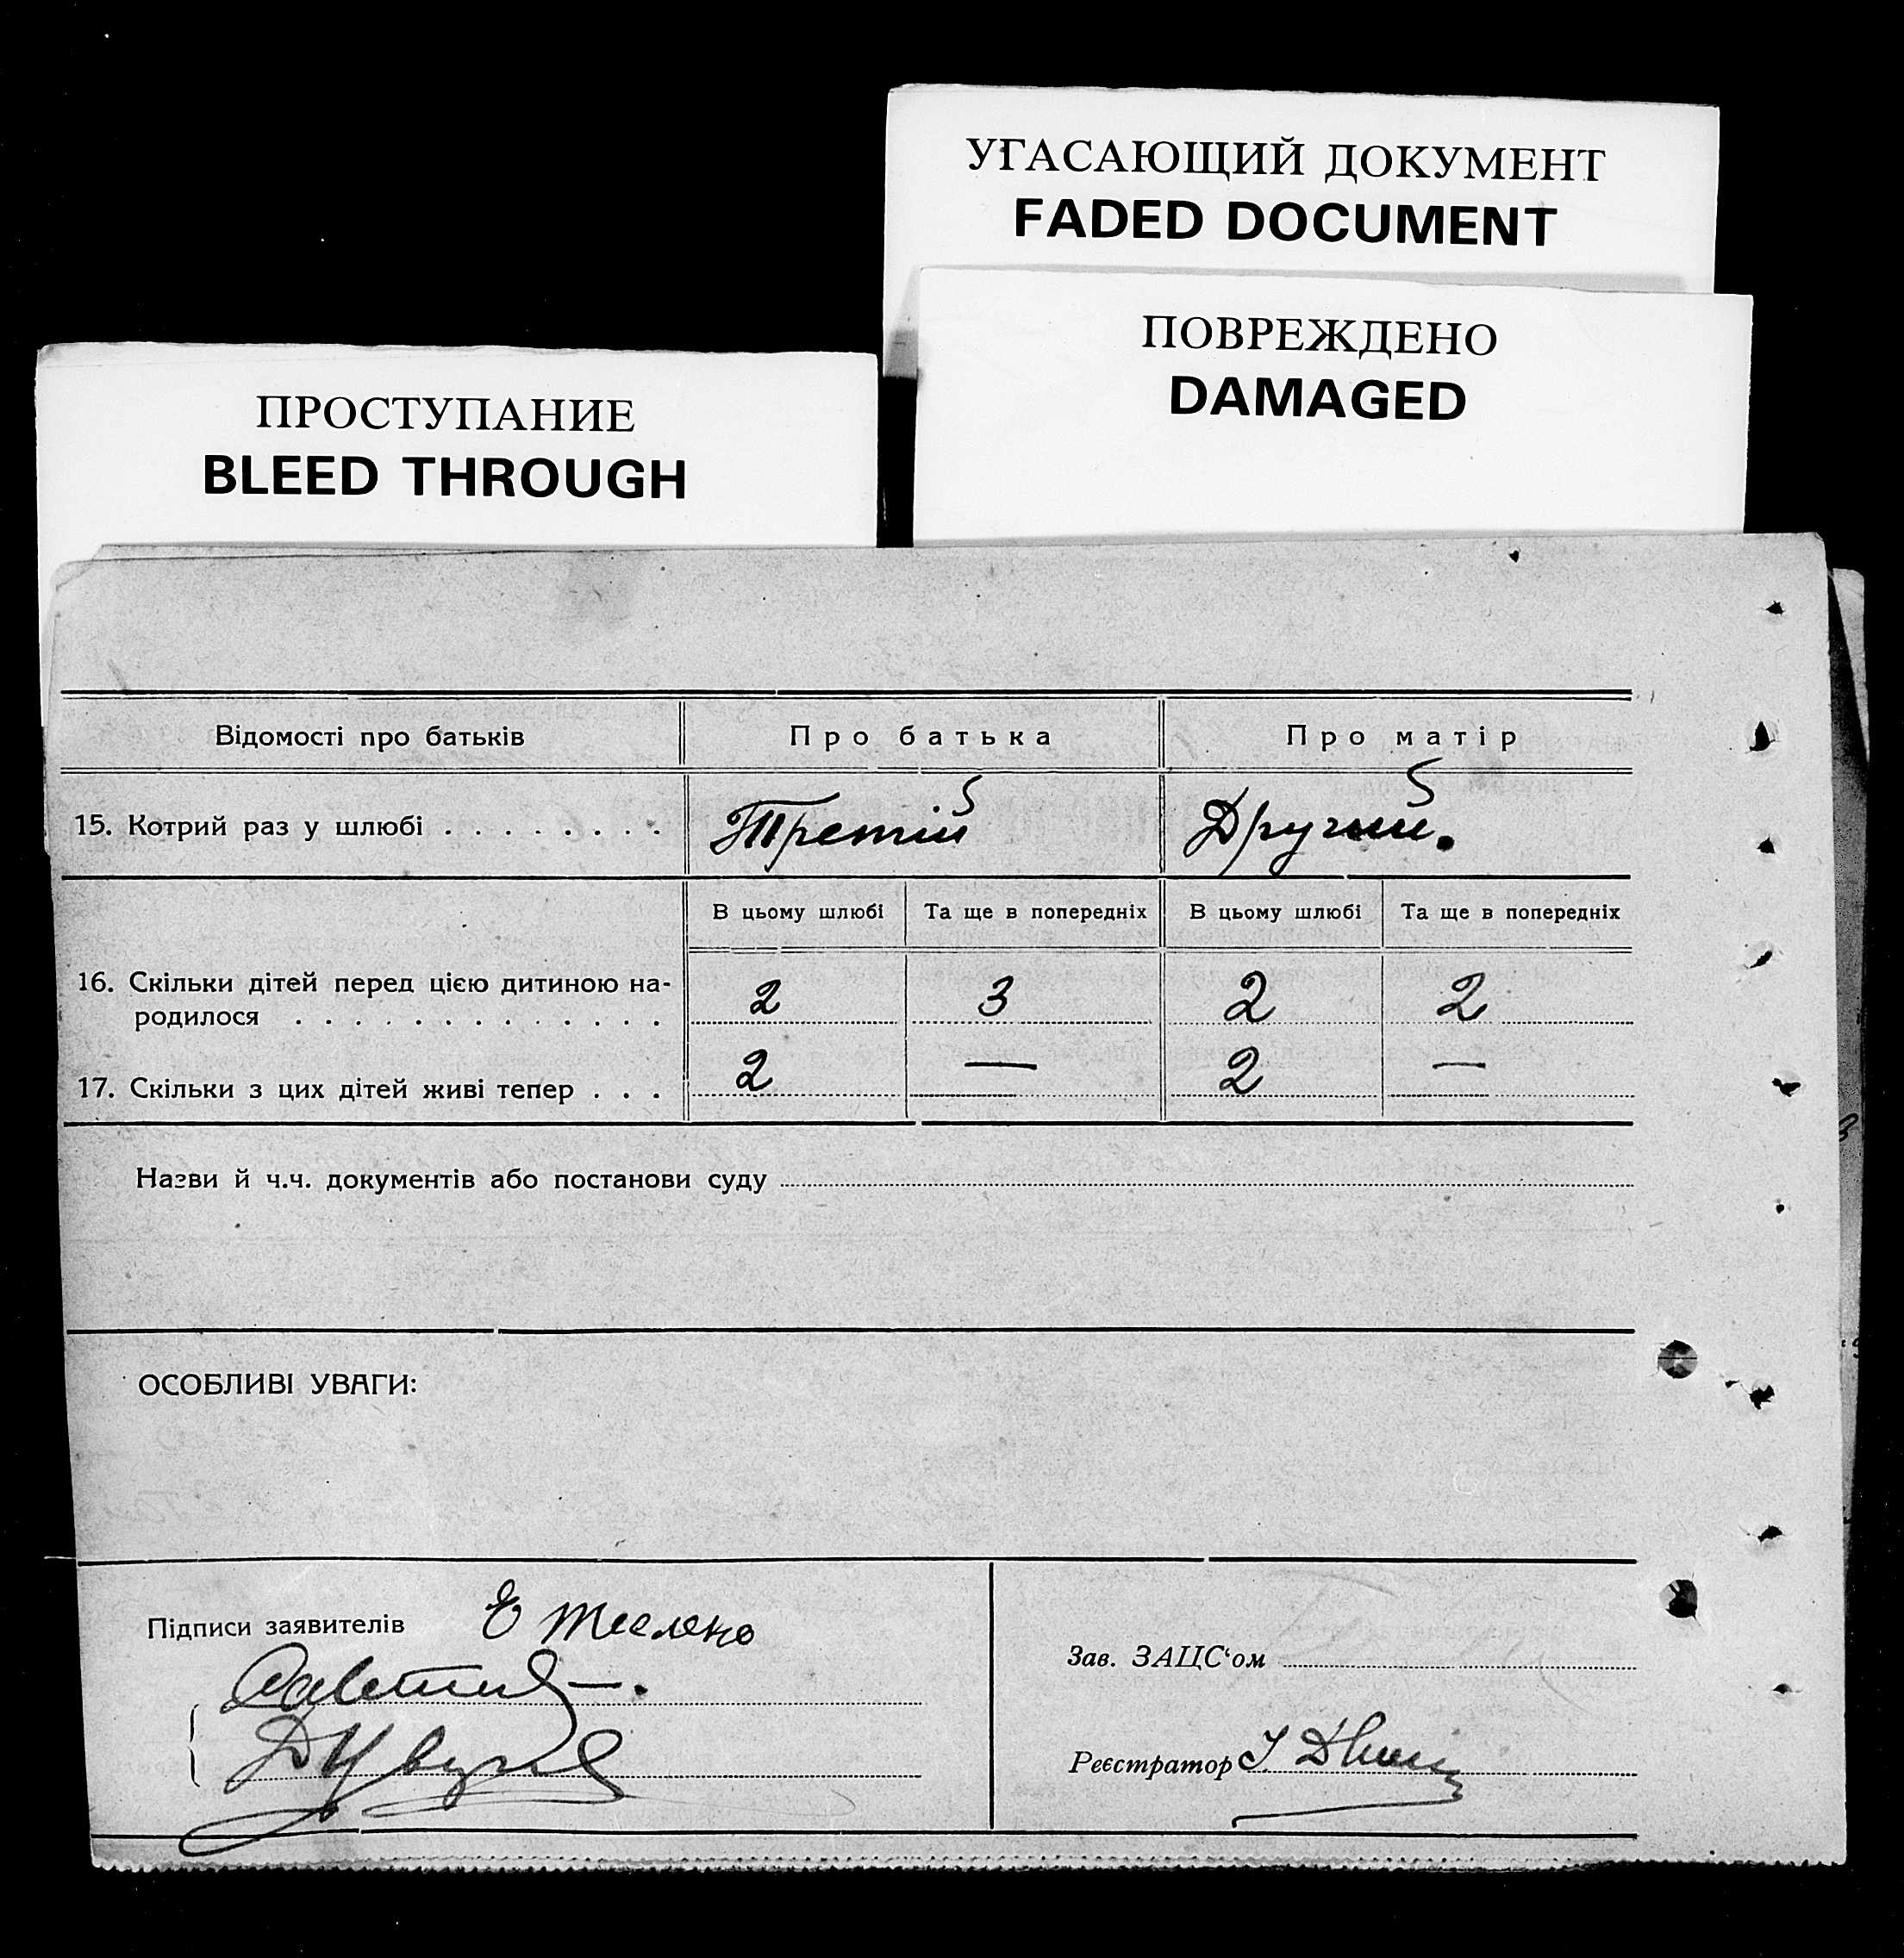 УГАСАЮЩИЙ ДОКУМЕНТ
FADED DOCUMENT
ПОВРЕЖДЕНО
DAMAGED
ПРОСТУПАНИЕ
BLEED THROUGH
Відомості про батьків Про батька Про матір
15. Котрий раз у шлюбі . . . . . . . . Третій Другий.
В цьому шлюбі Та ще в попередніх В цьому шлюбі Та ще в попередніх
16. Скільки дітей перед цією дитиною на-
родилося . . . . . . . . . . . . . 2 3 2 2
17. Скільки з цих дітей живі тепер . . . 2 — 2 —
Назви й ч.ч. документів або постанови суду
ОСОБЛИВІ УВАГИ:
Підписи заявителів
Зав. ЗАЦС‘ом
Реєстратор